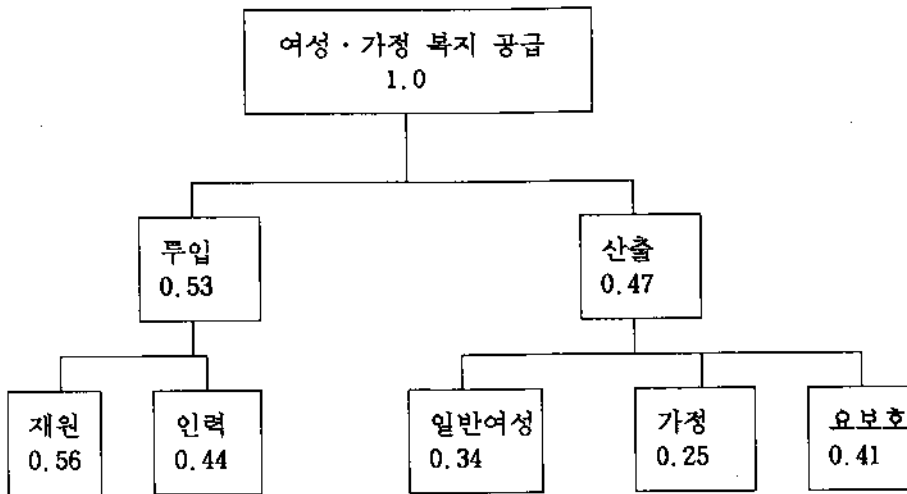 여성·가정 복지 공급
1.0
투입
0.53
산출
0.47
재원
0.56
인력
0.44
일반여성
0.34
가정
0.25
요보호
0.41